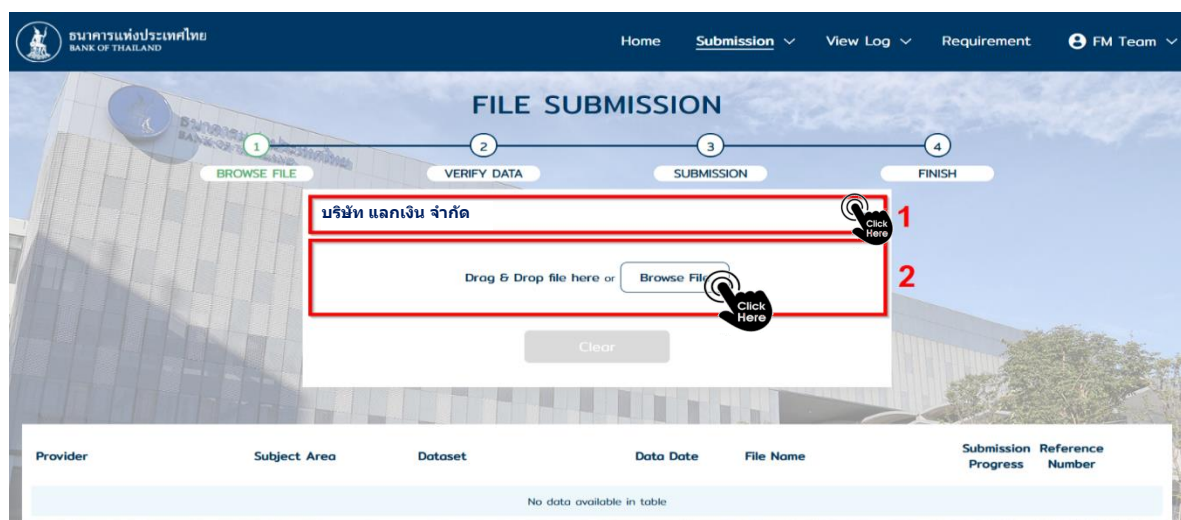 ธนาคารแห่งประเทศไทย
BANK OF THAILAND
Home Submission View Log Requirement FM Team
FILE SUBMISSION
1 2 3 4
BROWSE FILE VERIFY DATA SUBMISSION FINISH
บริษัท แลกเงิน จำกัด
Click Here
1
Drag & Drop file here or Browse File
Click Here
2
Clear
Provider Subject Area Dataset Data Date File Name Submission Progress Reference Number
No data available in table